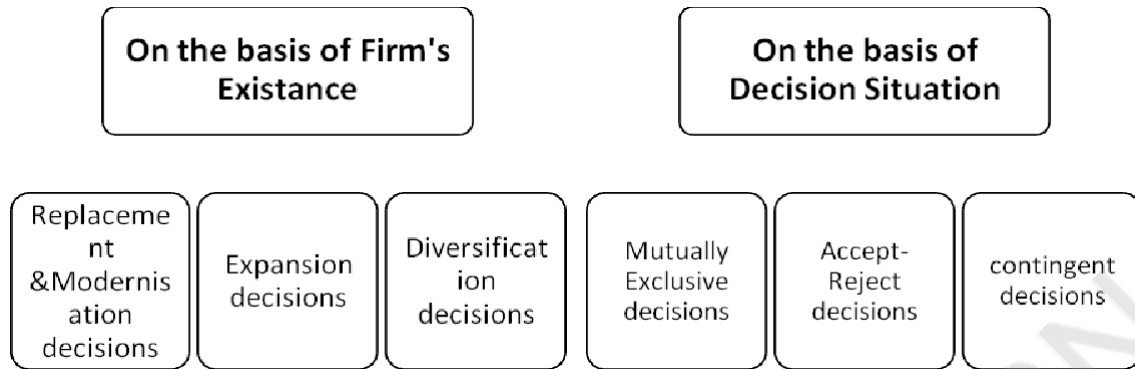 On the basis of Firm's
Existance
On the basis of
Decision Situation
Replaceme
nt
&Modernis
ation
decisions
Expansion
decisions
Diversificat
ion
decisions
Mutually
Exclusive
decisions
Accept-
Reject
decisions
contingent
decisions